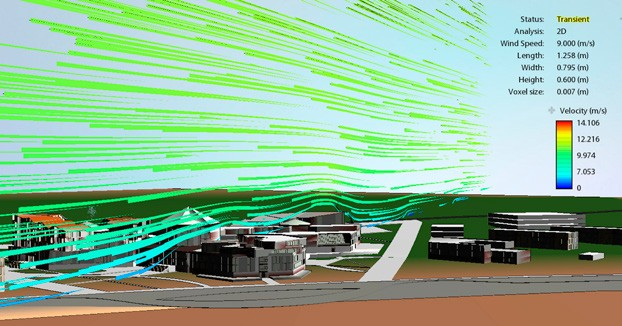 Status: Transient
Analysis: 2D
Wind Speed: 9.000 (m/s)
Length: 1.258 (m)
Width: 0.795 (m)
Height: 0.600 (m)
Voxel size: 0.007 (m)
Velocity (m/s)
14.106
12.216
9.974
7.053
0